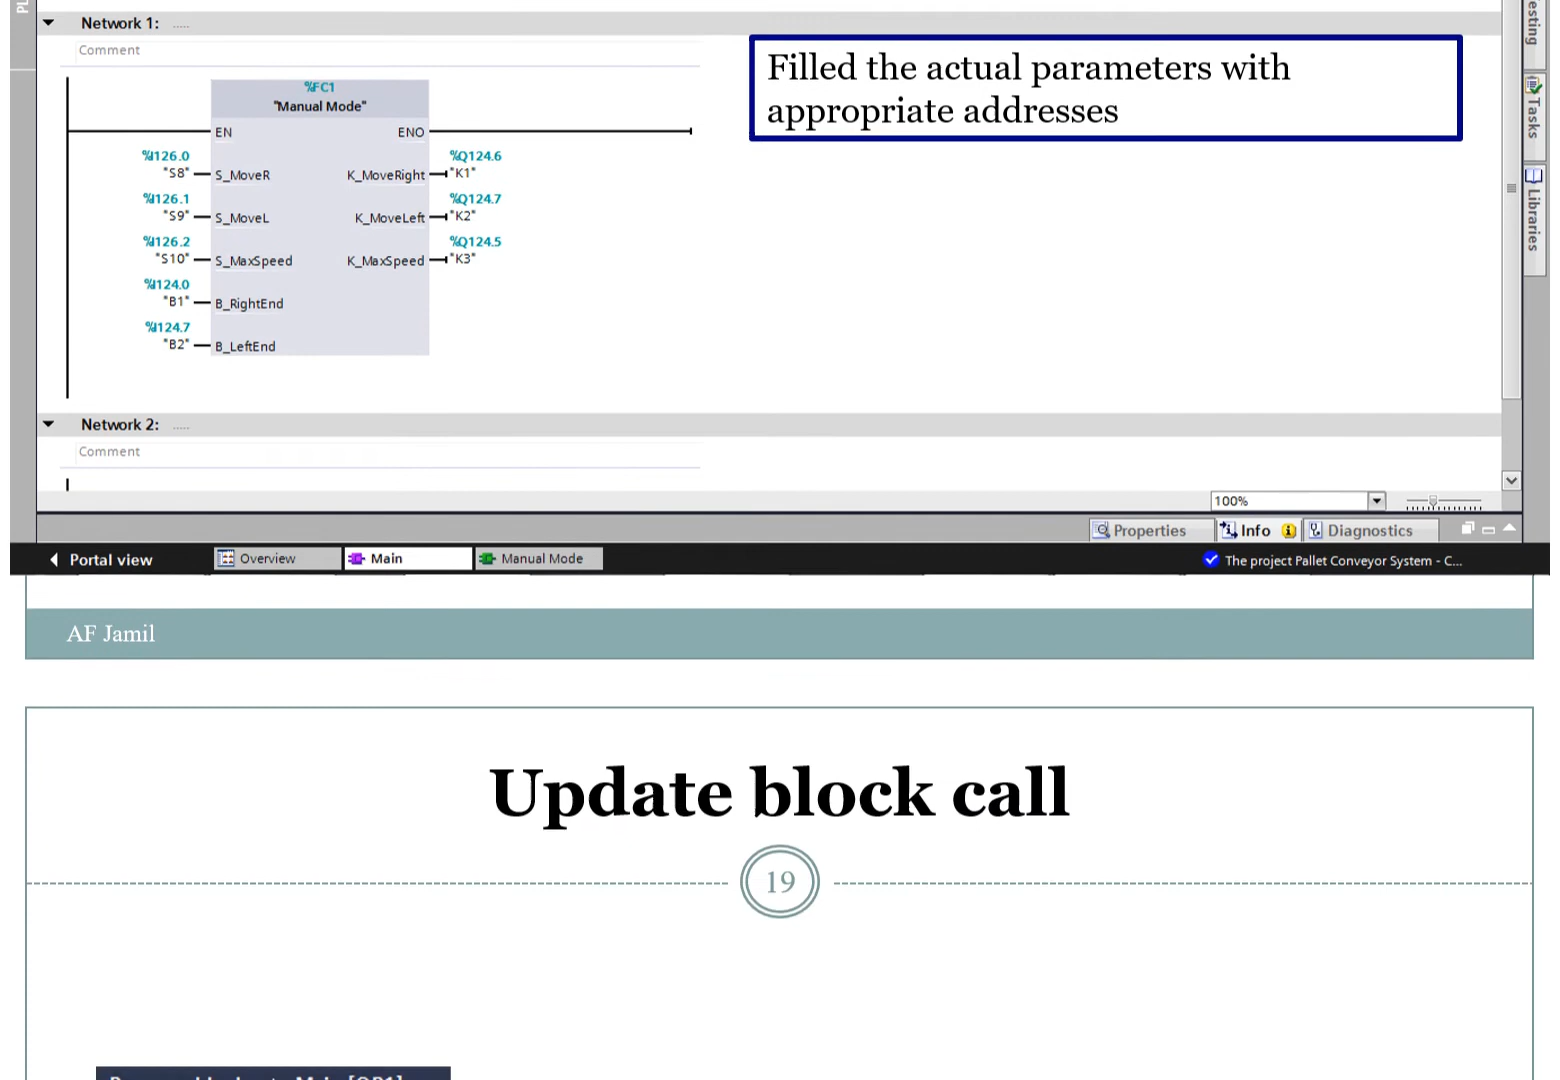 PL
Network 1: .....
Comment
Filled the actual parameters with
appropriate addresses
%FC1
"Manual Mode"
EN ENO
%I126.0 %Q124.6
"S8" S_MoveR K_MoveRight "K1"
%I126.1 %Q124.7
"S9" S_MoveL K_MoveLeft "K2"
%I126.2 %Q124.5
"S10" S_MaxSpeed K_MaxSpeed "K3"
%I124.0
"B1" B_RightEnd
%I124.7
"B2" B_LeftEnd
esting
Tasks
Libraries
Network 2: .....
Comment
100%
Properties Info Diagnostics
Portal view Overview Main Manual Mode The project Pallet Conveyor System - C...
AF Jamil
Update block call
19